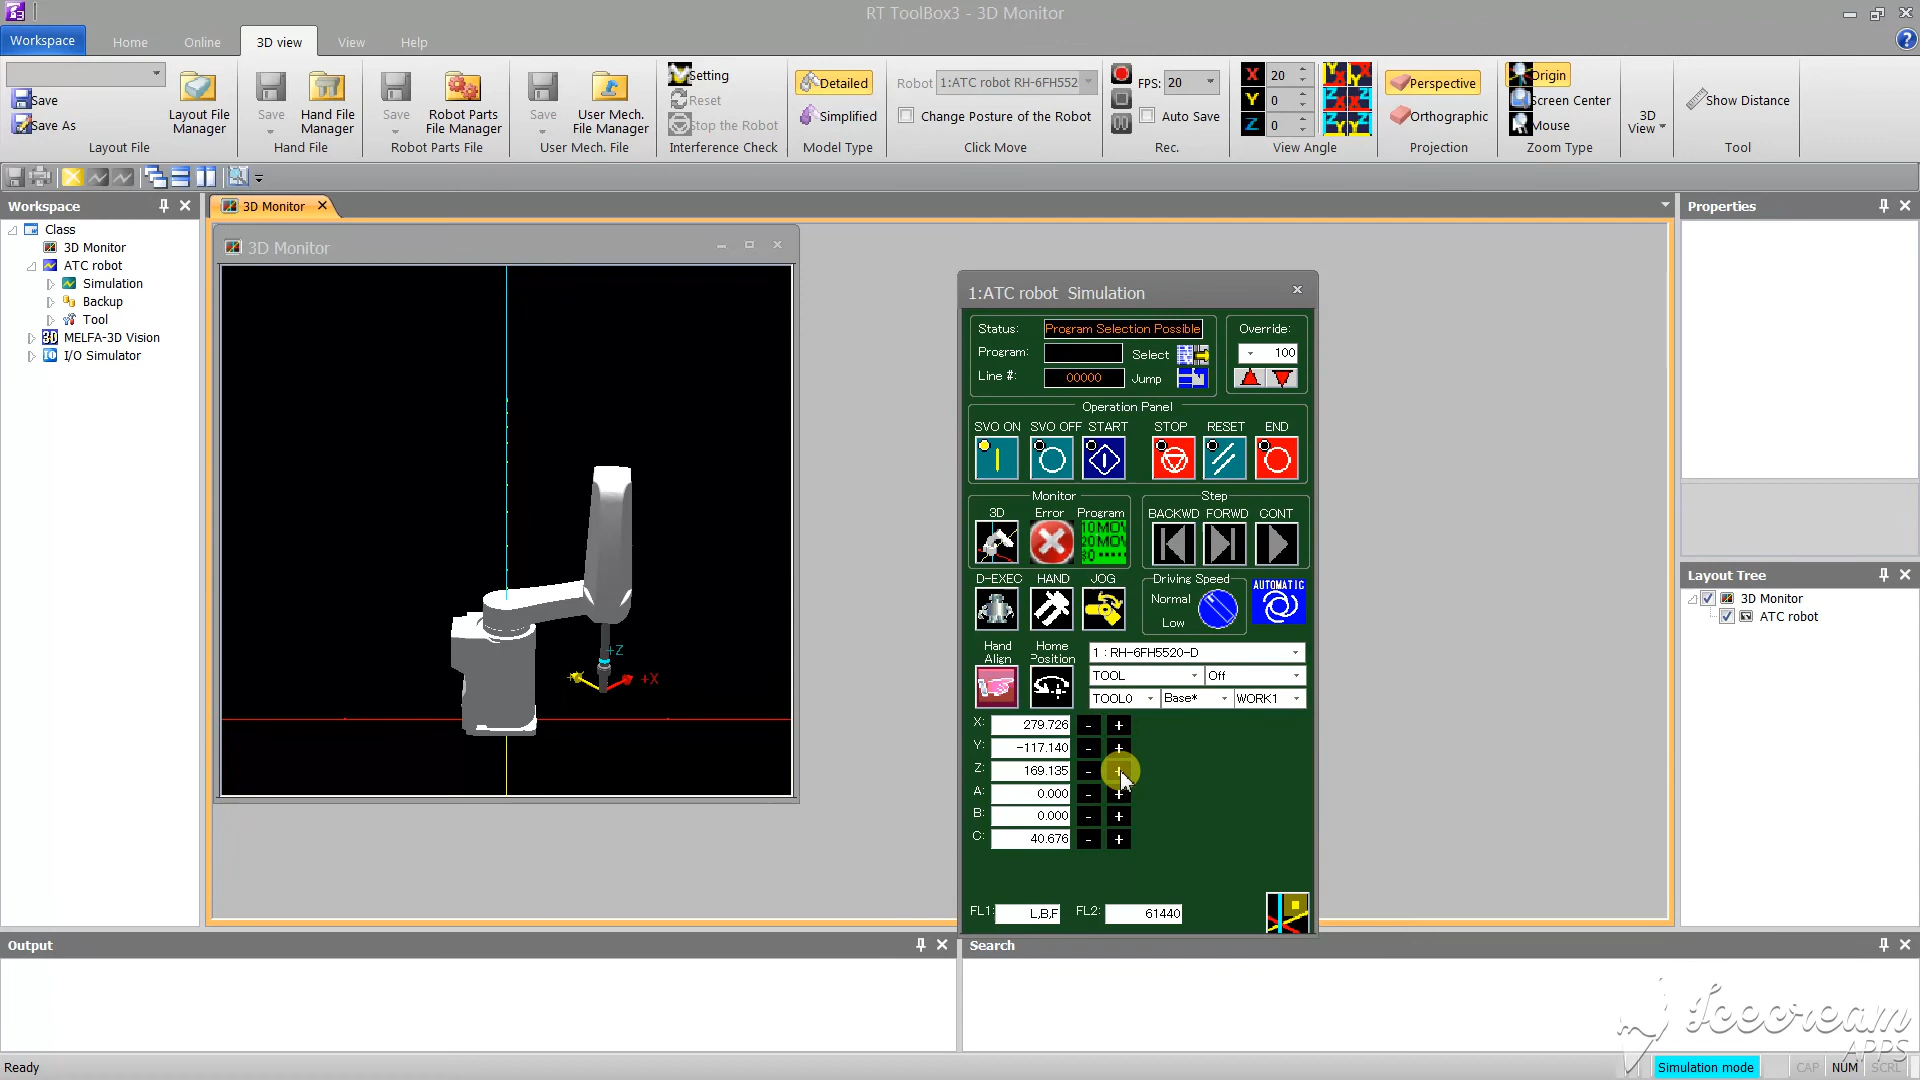 RT ToolBox3 - 3D Monitor
Workspace Home Online 3D view View Help
Save
Save As
Layout File Manager
Layout File
Save
Hand File Manager
Hand File
Save
Robot Parts File Manager
Robot Parts File
Save
User Mech. File Manager
User Mech. File
Setting
Reset
Stop the Robot
Interference Check
Detailed
Simplified
Model Type
Robot 1:ATC robot RH-6FH552
Change Posture of the Robot
Click Move
FPS: 20
Auto Save
Rec.
X 20
Y 0
Z 0
View Angle
Perspective
Orthographic
Projection
Origin
Screen Center
Mouse
Zoom Type
3D View
Show Distance
Tool
Workspace
Class
3D Monitor
ATC robot
Simulation
Backup
Tool
MELFA-3D Vision
I/O Simulator
3D Monitor
3D Monitor
+Z
+X
1:ATC robot Simulation
Status: Program Selection Possible
Program: Select
Line #: 00000 Jump
Override:
100
Operation Panel
SVO ON SVO OFF START STOP RESET END
Monitor
3D Error Program
Step
BACKWD FORWD CONT
D-EXEC HAND JOG
Driving Speed
Normal
Low
AUTOMATIC
Hand Align
Home Position
1 : RH-6FH5520-D
TOOL Off
TOOL0 Base* WORK1
X: 279.726 - +
Y: -117.140 - +
Z: 169.135 - +
A: 0.000 - +
B: 0.000 - +
C: 40.676 - +
FL1: L,B,F FL2: 61440
Properties
Layout Tree
3D Monitor
ATC robot
Output
Search
Ready
Simulation mode CAP NUM SCRL
Icecream
APPS